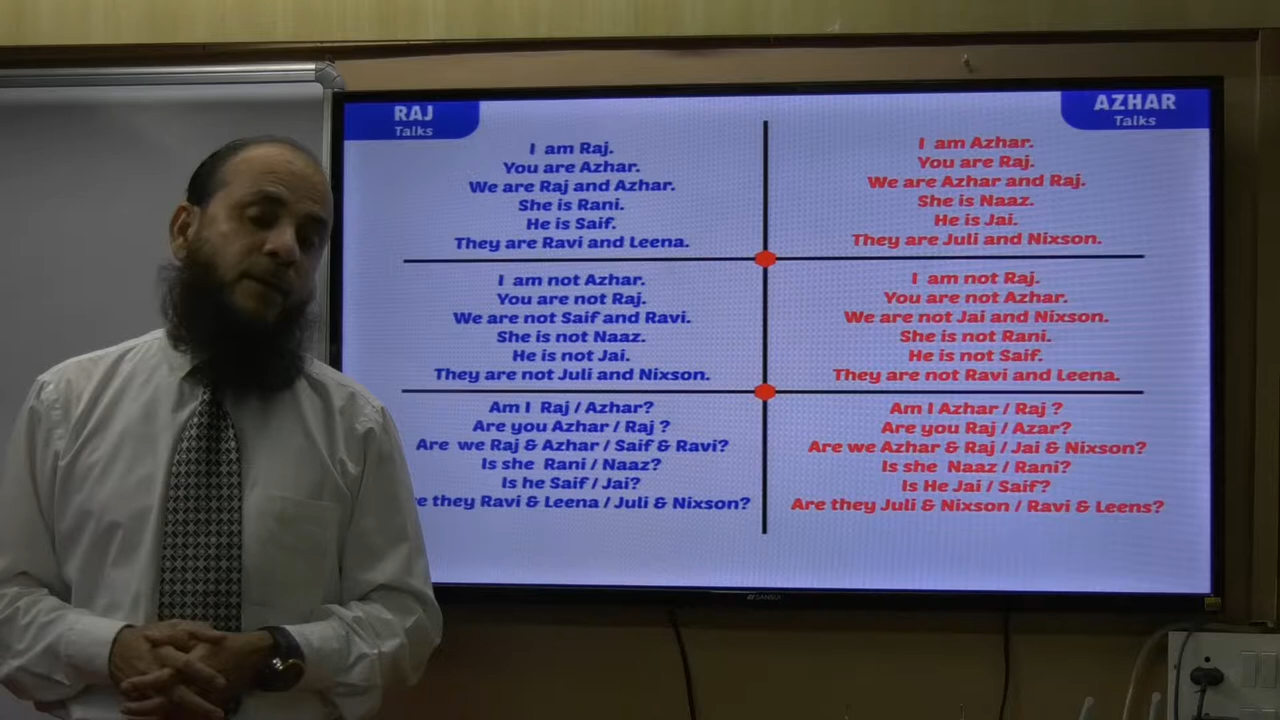 RAJ
Talks
I am Raj.
You are Azhar.
We are Raj and Azhar.
She is Rani.
He is Saif.
They are Ravi and Leena.
I am not Azhar.
You are not Raj.
We are not Saif and Ravi.
She is not Naaz.
He is not Jai.
They are not Juli and Nixson.
Am I Raj / Azhar?
Are you Azhar / Raj ?
Are we Raj & Azhar / Saif & Ravi?
Is she Rani / Naaz?
Is he Saif / Jai?
they Ravi & Leena / Juli & Nixson?
AZHAR
Talks
I am Azhar.
You are Raj.
We are Azhar and Raj.
She is Naaz.
He is Jai.
They are Juli and Nixson.
I am not Raj.
You are not Azhar.
We are not Jai and Nixson.
She is not Rani.
He is not Saif.
They are not Ravi and Leena.
Am I Azhar / Raj ?
Are you Raj / Azar?
Are we Azhar & Raj / Jai & Nixson?
Is she Naaz / Rani?
Is He Jai / Saif?
Are they Juli & Nixson / Ravi & Leens?
SANSUI